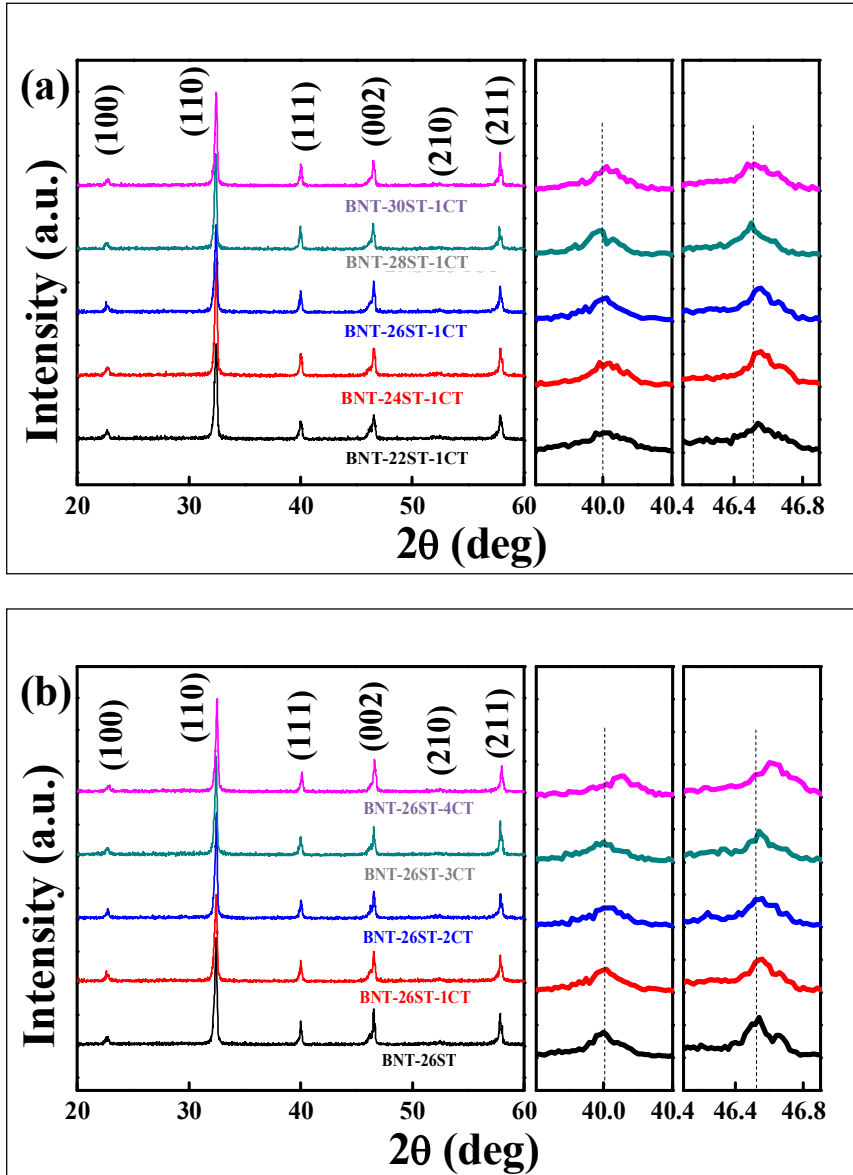 (a)
(100)
(110)
(111)
(002)
(210)
(211)
BNT-30ST-1CT
BNT-28ST-1CT
BNT-26ST-1CT
BNT-24ST-1CT
BNT-22ST-1CT
Intensity (a.u.)
20 30 40 50 60 40.0 40.4 46.4 46.8
2θ (deg)
(b)
(100)
(110)
(111)
(002)
(210)
(211)
BNT-26ST-4CT
BNT-26ST-3CT
BNT-26ST-2CT
BNT-26ST-1CT
BNT-26ST
Intensity (a.u.)
20 30 40 50 60 40.0 40.4 46.4 46.8
2θ (deg)